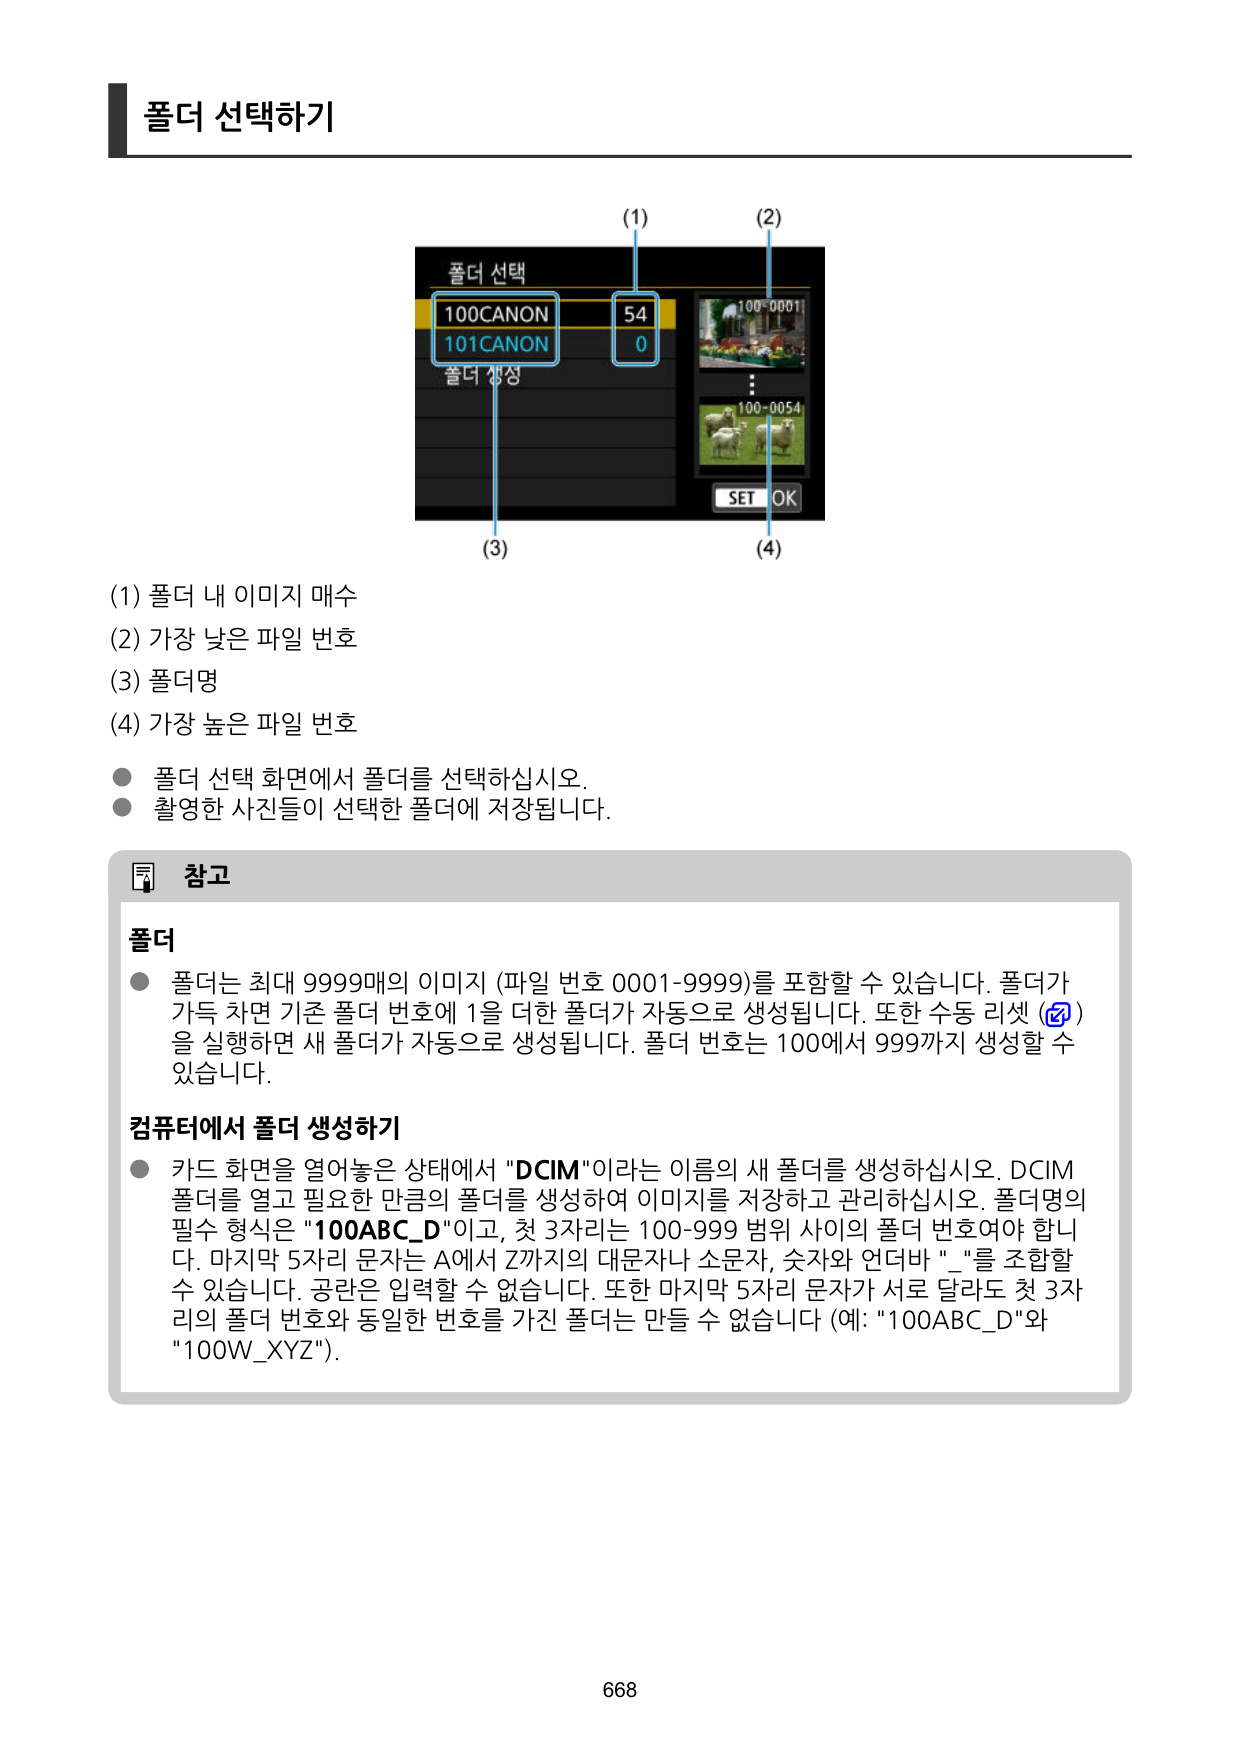 폴더 선택하기
(1) (2)
폴더 선택
100CANON 54
101CANON 0
폴더 생성
100-0001
100-0054
SET OK
(3) (4)
(1) 폴더 내 이미지 매수
(2) 가장 낮은 파일 번호
(3) 폴더명
(4) 가장 높은 파일 번호
● 폴더 선택 화면에서 폴더를 선택하십시오.
● 촬영한 사진들이 선택한 폴더에 저장됩니다.
참고
폴더
● 폴더는 최대 9999매의 이미지 (파일 번호 0001-9999)를 포함할 수 있습니다. 폴더가
가득 차면 기존 폴더 번호에 1을 더한 폴더가 자동으로 생성됩니다. 또한 수동 리셋 ( )
을 실행하면 새 폴더가 자동으로 생성됩니다. 폴더 번호는 100에서 999까지 생성할 수
있습니다.
컴퓨터에서 폴더 생성하기
● 카드 화면을 열어놓은 상태에서 "DCIM"이라는 이름의 새 폴더를 생성하십시오. DCIM
폴더를 열고 필요한 만큼의 폴더를 생성하여 이미지를 저장하고 관리하십시오. 폴더명의
필수 형식은 "100ABC_D"이고, 첫 3자리는 100-999 범위 사이의 폴더 번호여야 합니
다. 마지막 5자리 문자는 A에서 Z까지의 대문자나 소문자, 숫자와 언더바 "_"를 조합할
수 있습니다. 공란은 입력할 수 없습니다. 또한 마지막 5자리 문자가 서로 달라도 첫 3자
리의 폴더 번호와 동일한 번호를 가진 폴더는 만들 수 없습니다 (예: "100ABC_D"와
"100W_XYZ").
668